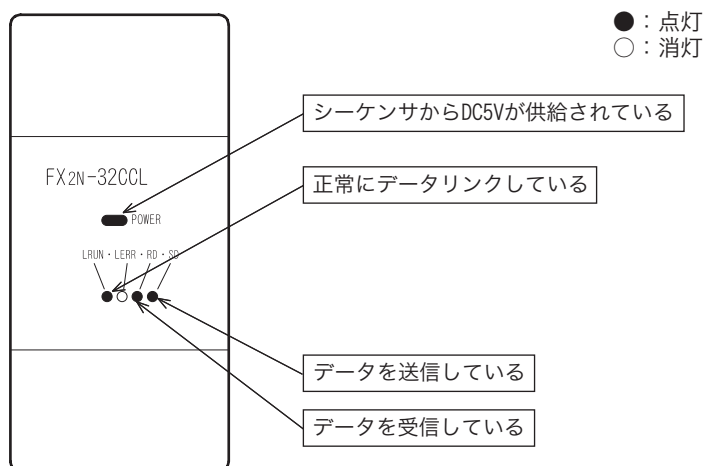 ●：点灯
○：消灯
シーケンサからDC5Vが供給されている
FX2N-32CCL
正常にデータリンクしている
POWER
LRUN・LERR・RD・SD
データを送信している
データを受信している